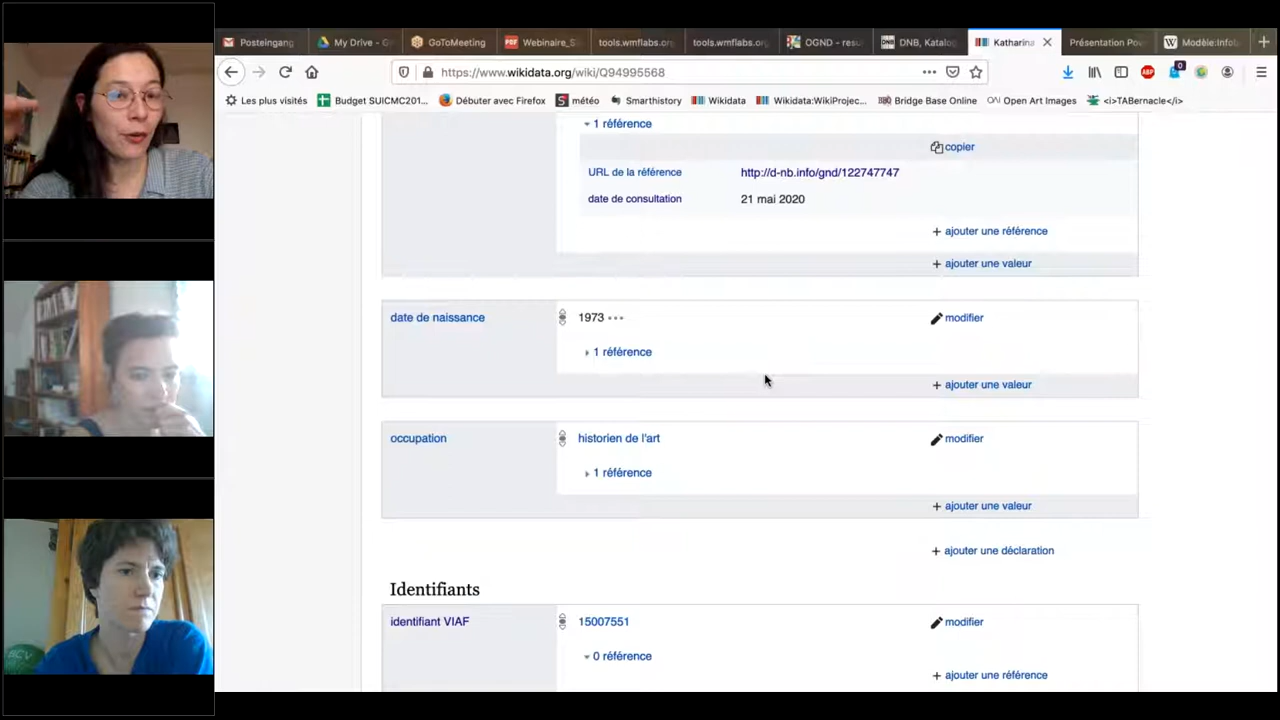 Posteingang
My Drive - G
GoToMeeting
Webinaire_S
tools.wmflabs.
tools.wmflabs.org
OGND - resu
DNB, Katalo
Katharina
Présentation Pow
Modèle:Infob
https://www.wikidata.org/wiki/Q94995568
Les plus visités
Budget SUICMC201...
Débuter avec Firefox
météo
Smarthistory
Wikidata
Wikidata:WikiProjec...
Bridge Base Online
Open Art Images
<i>TABernacle</i>
1 référence
copier
URL de la référence
http://d-nb.info/gnd/122747747
date de consultation
21 mai 2020
+ ajouter une référence
+ ajouter une valeur
date de naissance
1973
modifier
1 référence
+ ajouter une valeur
occupation
historien de l'art
modifier
1 référence
+ ajouter une valeur
+ ajouter une déclaration
Identifiants
identifiant VIAF
15007551
modifier
0 référence
+ ajouter une référence